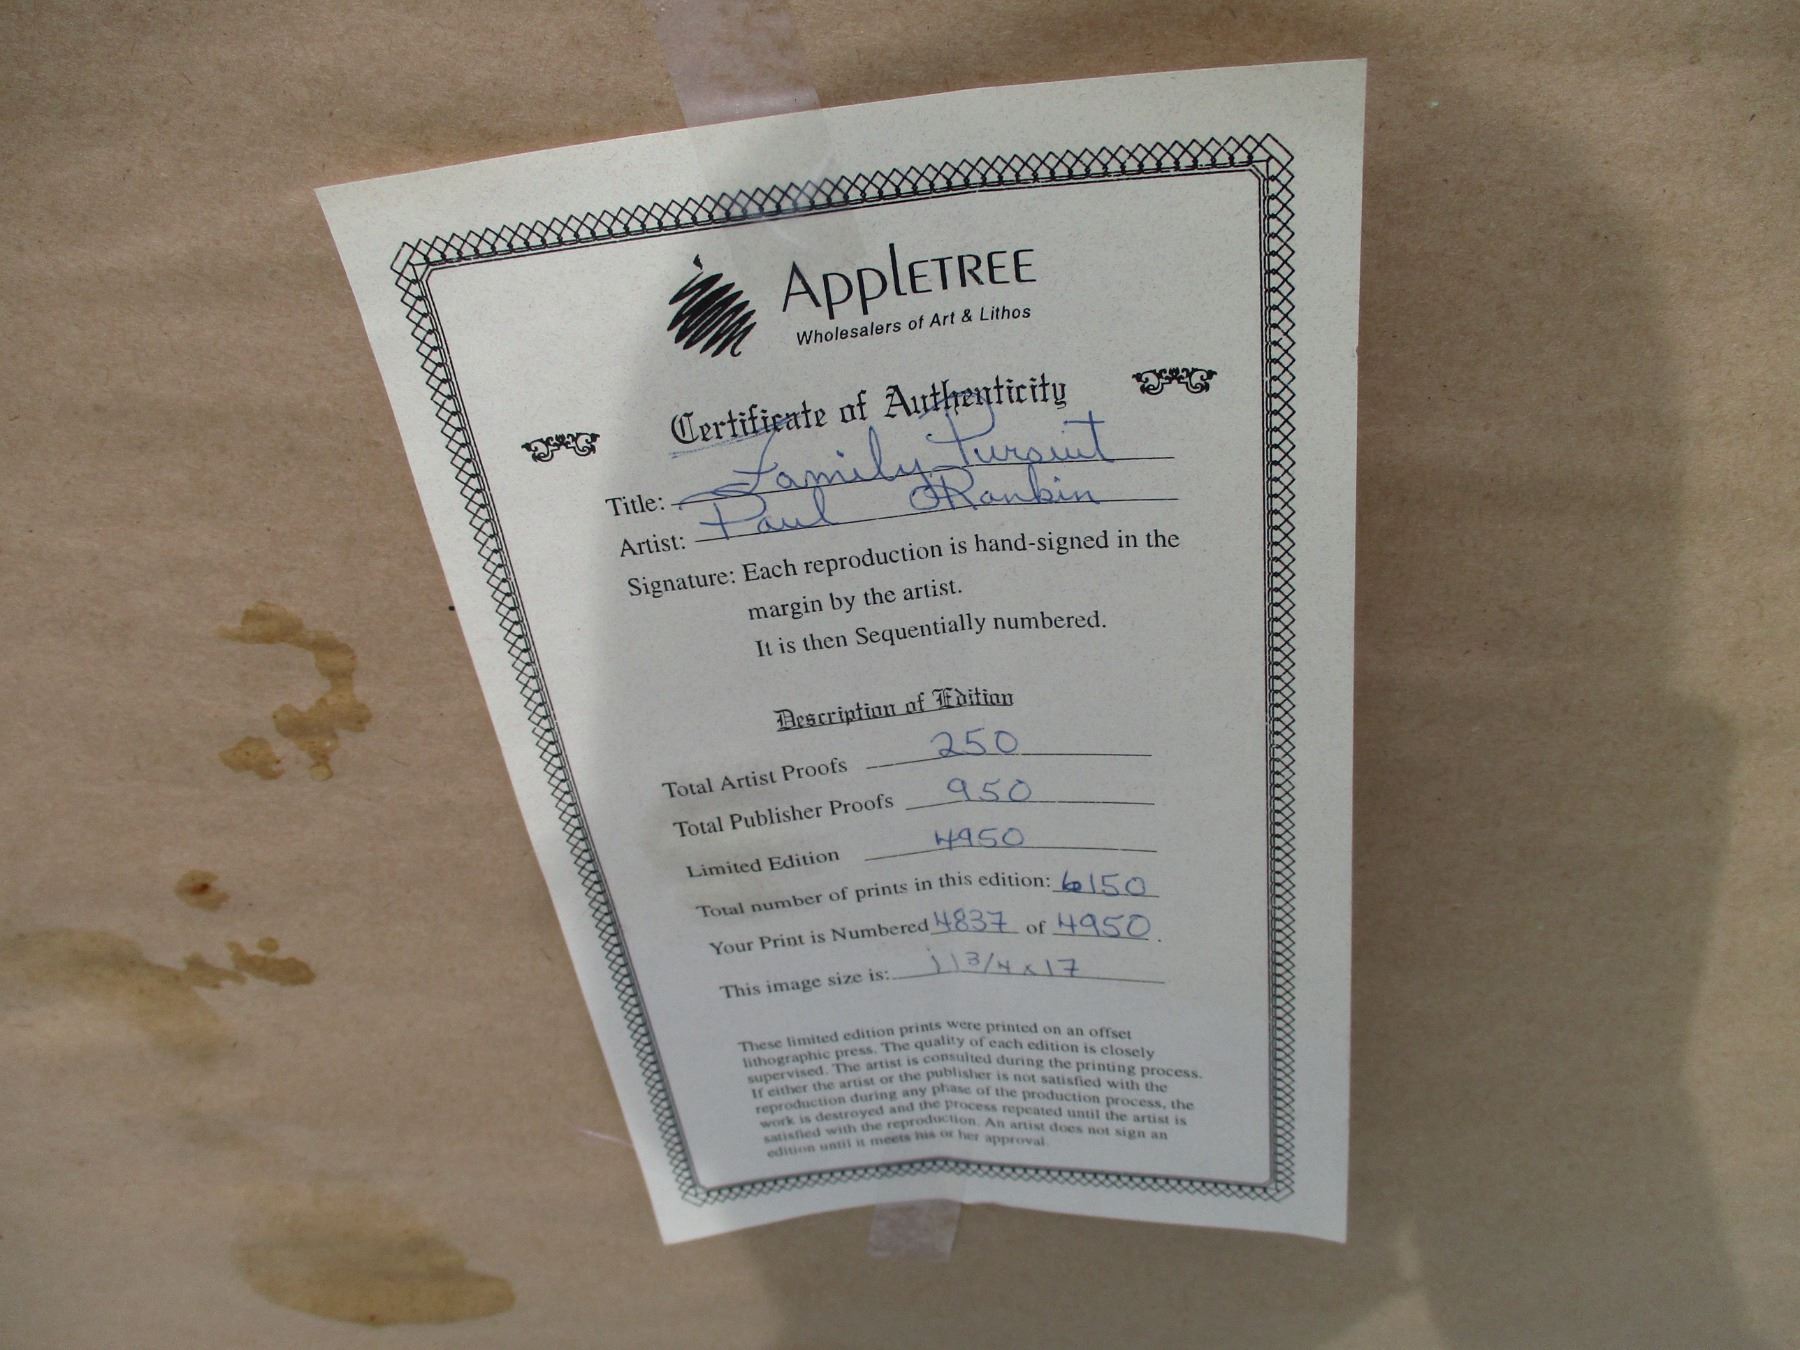 APPLETREE
Wholesalers of Art & Lithos
Certificate of Authenticity
Title: Family Pursuit
Artist: Paul Rankin
Signature: Each reproduction is hand-signed in the
margin by the artist.
It is then Sequentially numbered.
Description of Edition
Total Artist Proofs 250
Total Publisher Proofs 950
Limited Edition 4950
Total number of prints in this edition: 6150
Your Print is Numbered 4837 of 4950.
This image size is: 11 3/4 x 17
These limited edition prints were printed on an offset
lithographic press. The quality of each edition is closely
supervised. The artist is consulted during the printing process.
If either the artist or the publisher is not satisfied with the
reproduction during any phase of the production process, the
work is destroyed and the process repeated until the artist is
satisfied with the reproduction. An artist does not sign an
edition until it meets his or her approval.